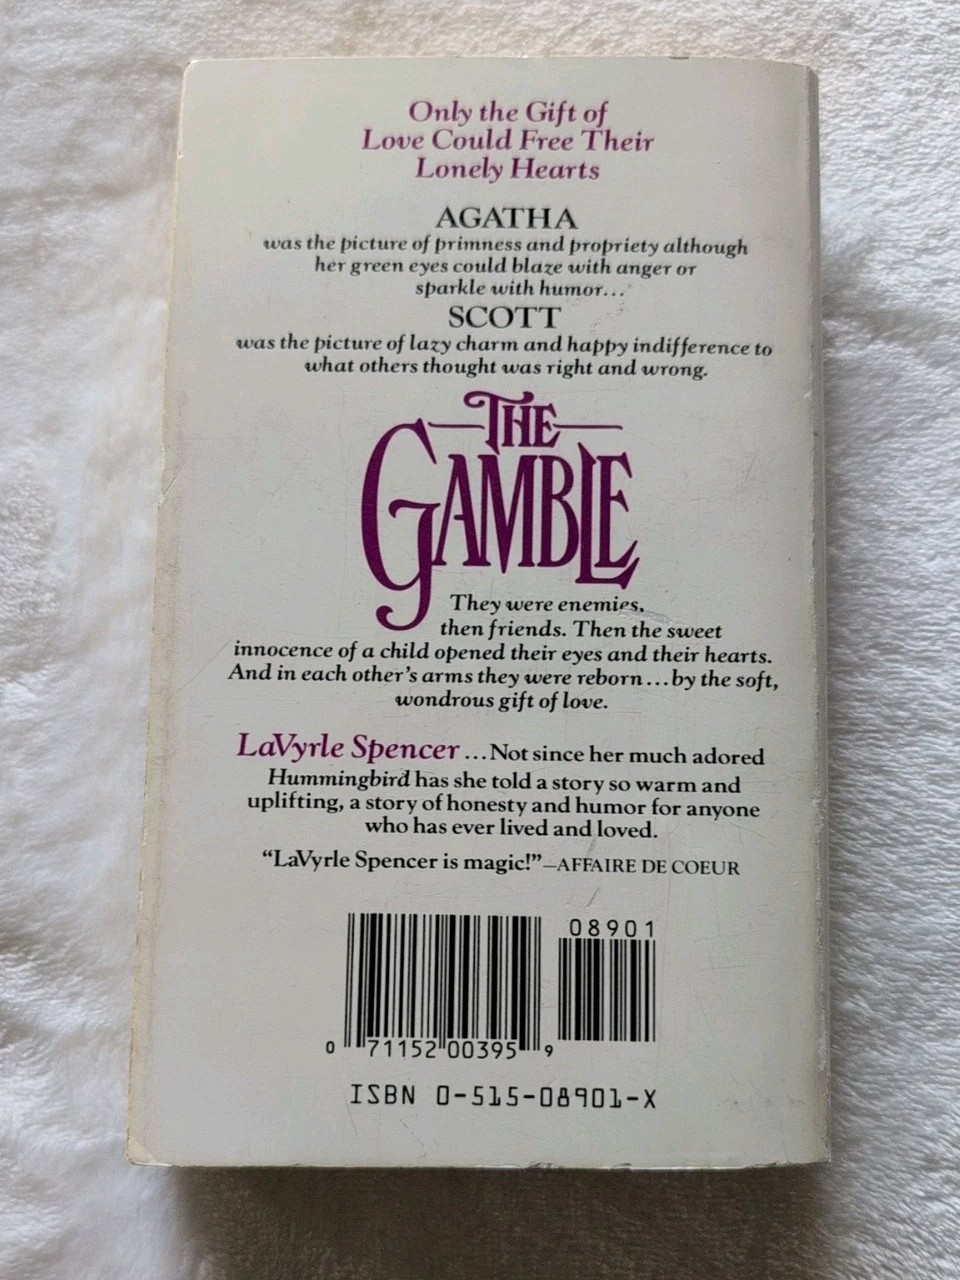 Only the Gift of
Love Could Free Their
Lonely Hearts
AGATHA
was the picture of primness and propriety although
her green eyes could blaze with anger or
sparkle with humor...
SCOTT
was the picture of lazy charm and happy indifference to
what others thought was right and wrong.
THE
GAMBLE
They were enemies,
then friends. Then the sweet
innocence of a child opened their eyes and their hearts.
And in each other's arms they were reborn...by the soft,
wondrous gift of love.
LaVyrle Spencer...Not since her much adored
Hummingbird has she told a story so warm and
uplifting, a story of honesty and humor for anyone
who has ever lived and loved.
“LaVyrle Spencer is magic!”—AFFAIRE DE COEUR
08901
0 71152 00395 9
ISBN 0-515-08901-X